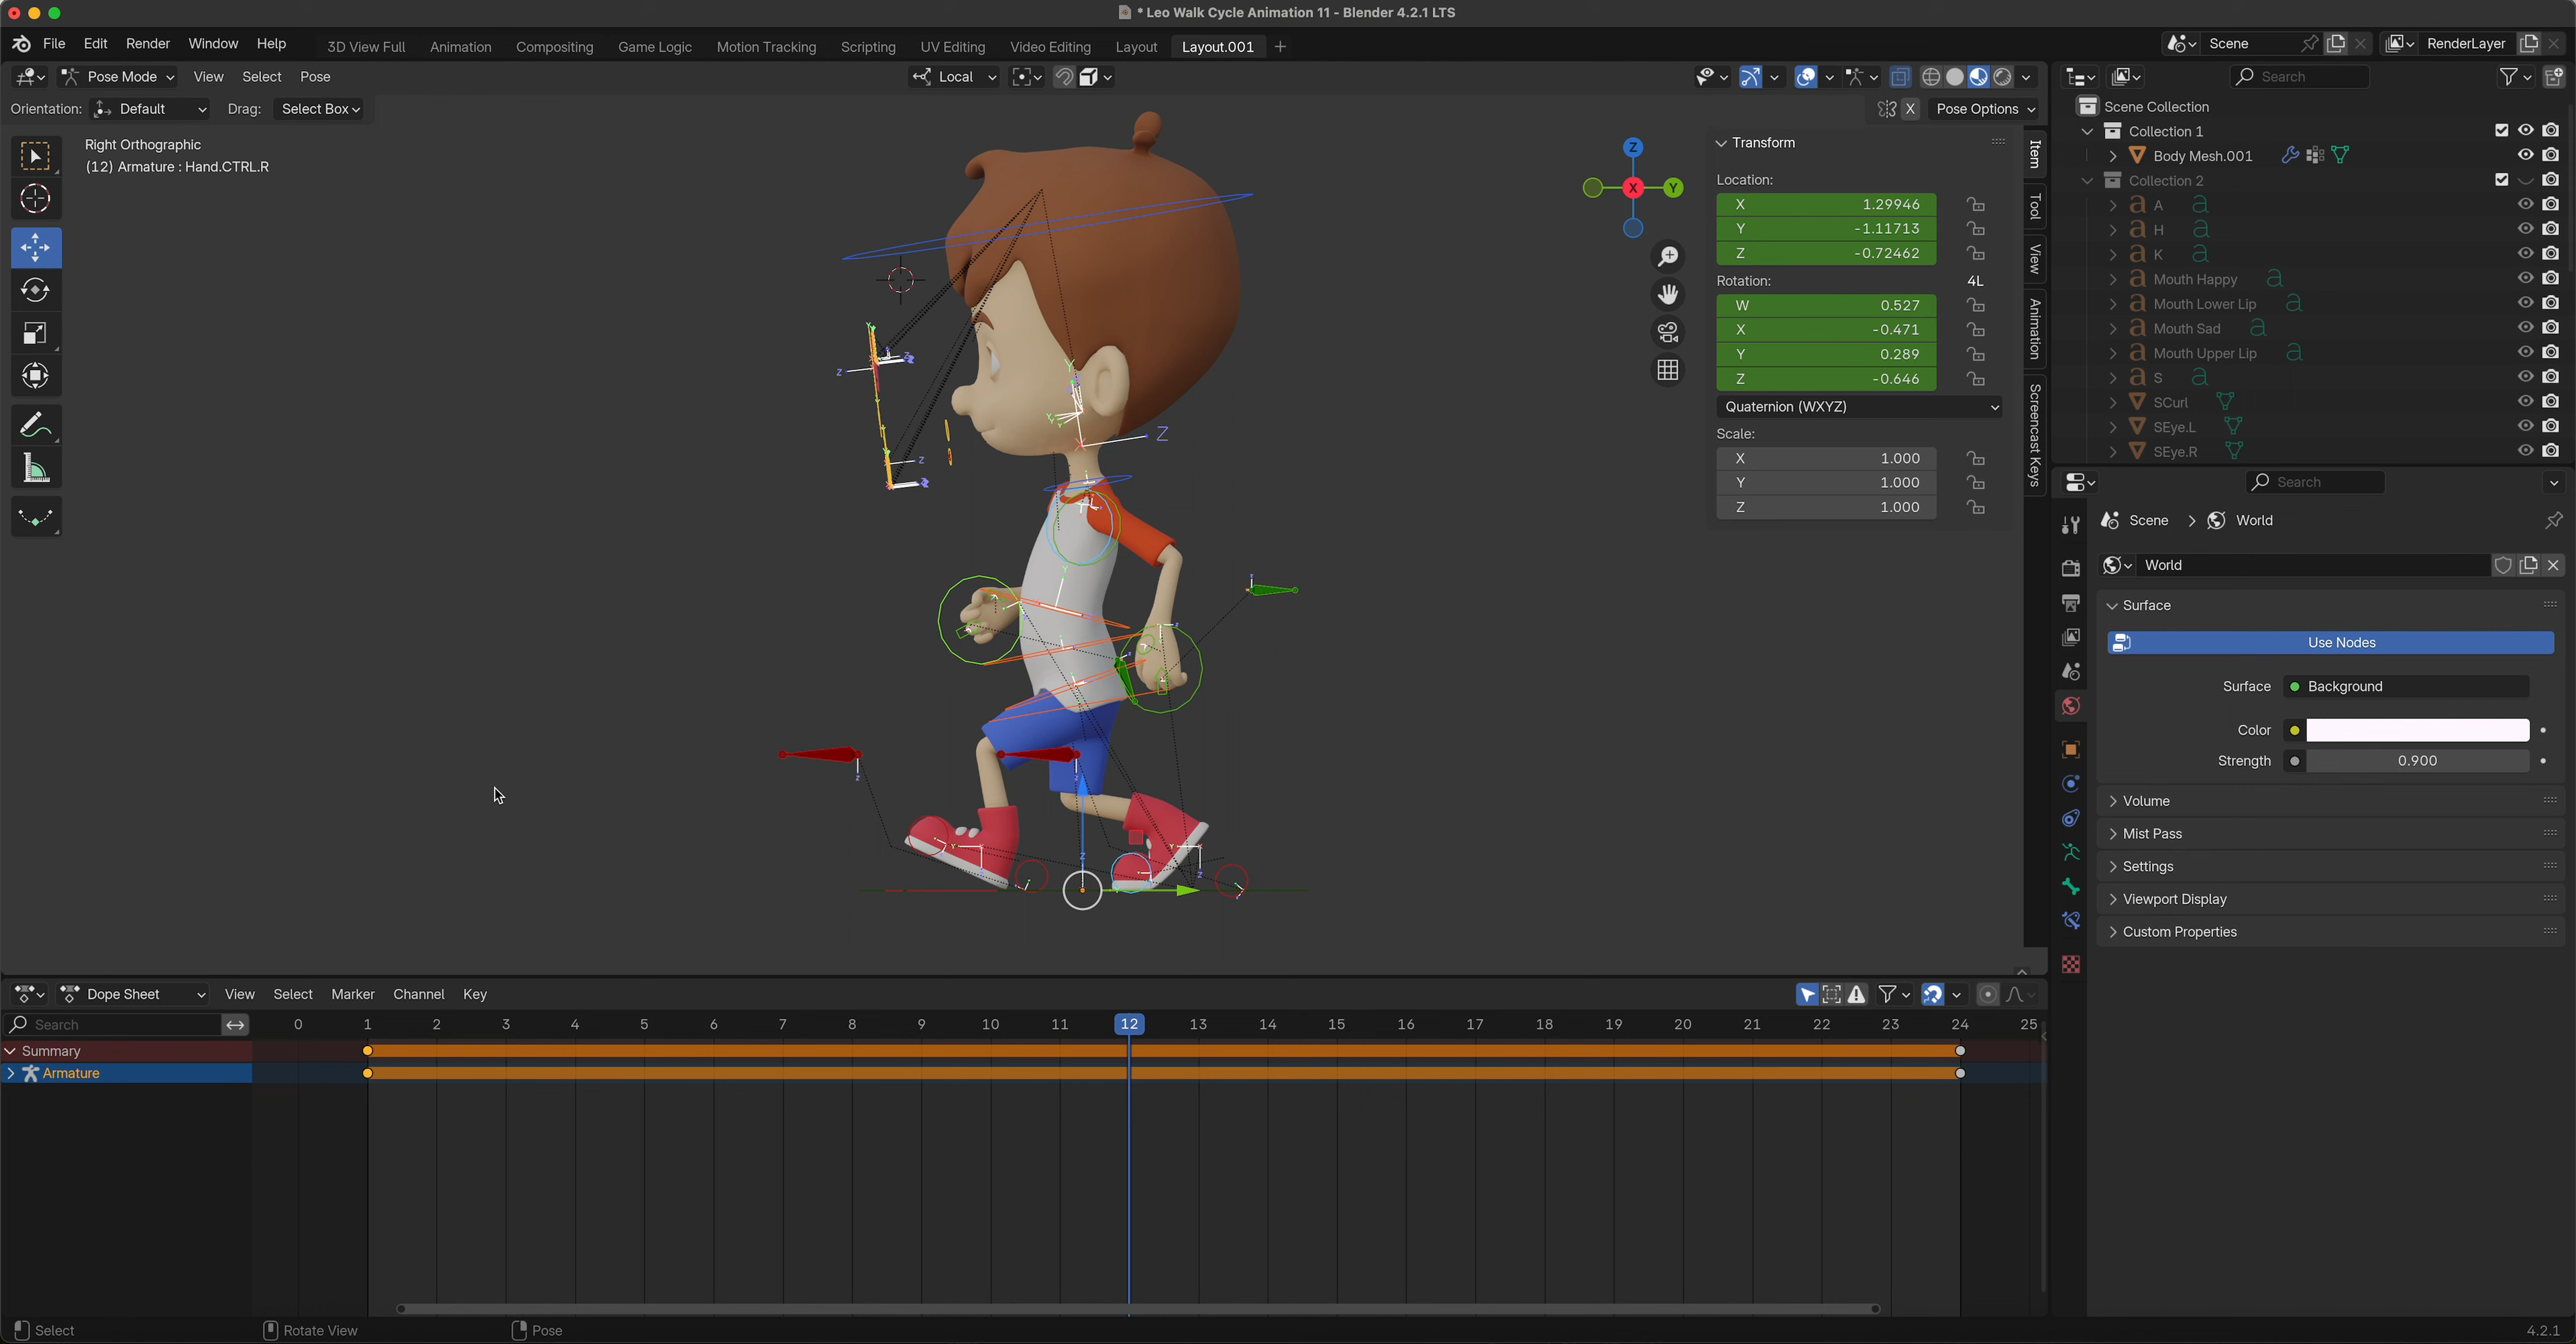 * Leo Walk Cycle Animation 11 - Blender 4.2.1 LTS
File Edit Render Window Help 3D View Full Animation Compositing Game Logic Motion Tracking Scripting UV Editing Video Editing Layout Layout.001 + Scene RenderLayer
Pose Mode View Select Pose Local Search
Orientation: Default Drag: Select Box X Pose Options
Right Orthographic
(12) Armature : Hand.CTRL.R
Z
X
Y
Transform
Location:
X 1.29946
Y -1.11713
Z -0.72462
Rotation: 4L
W 0.527
X -0.471
Y 0.289
Z -0.646
Quaternion (WXYZ)
Scale:
X 1.000
Y 1.000
Z 1.000
Item
Tool
View
Animation
Screencast Keys
Scene Collection
Collection 1
Body Mesh.001
Collection 2
A
H
K
Mouth Happy
Mouth Lower Lip
Mouth Sad
Mouth Upper Lip
S
SCurl
SEye.L
SEye.R
Search
Scene > World
World
Surface
Use Nodes
Surface Background
Color
Strength 0.900
Volume
Mist Pass
Settings
Viewport Display
Custom Properties
Dope Sheet View Select Marker Channel Key
Search 0 1 2 3 4 5 6 7 8 9 10 11 12 13 14 15 16 17 18 19 20 21 22 23 24 25
Summary
Armature
Select Rotate View Pose 4.2.1